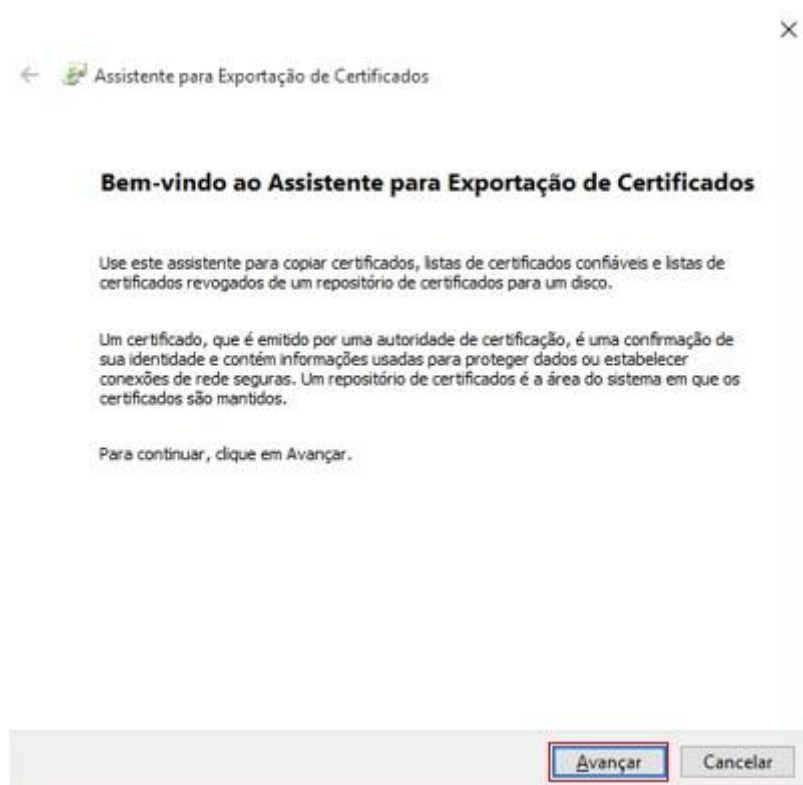 Assistente para Exportação de Certificados
Bem-vindo ao Assistente para Exportação de Certificados
Use este assistente para copiar certificados, listas de certificados confiáveis e listas de
certificados revogados de um repositório de certificados para um disco.
Um certificado, que é emitido por uma autoridade de certificação, é uma confirmação de
sua identidade e contém informações usadas para proteger dados ou estabelecer
conexões de rede seguras. Um repositório de certificados é a área do sistema em que os
certificados são mantidos.
Para continuar, clique em Avançar.
Avançar Cancelar